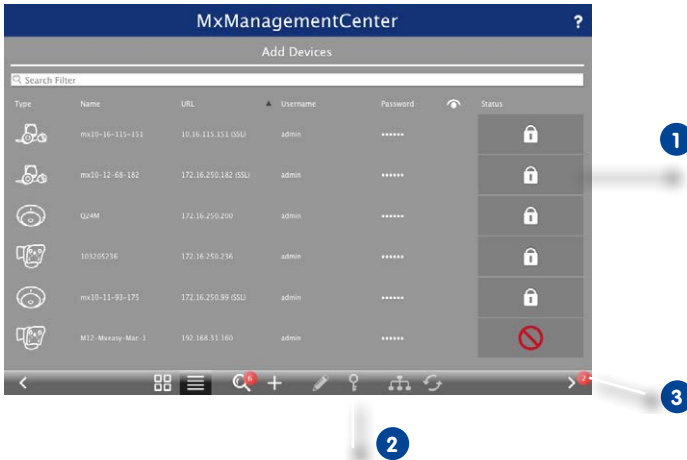 MxManagementCenter ?
Add Devices
Search Filter
Type Name URL Username Password Status
mx10-16-115-151 10.16.115.151 (SSL) admin ••••••
mx10-12-68-182 172.16.250.182 (SSL) admin ••••••
Q24M 172.16.250.200 admin ••••••
103205236 172.16.250.236 admin ••••••
mx10-11-93-175 172.16.250.99 (SSL) admin ••••••
M12-Mxeasy-Mac-1 192.168.31.160 admin ••••••
6
2
1
2
3